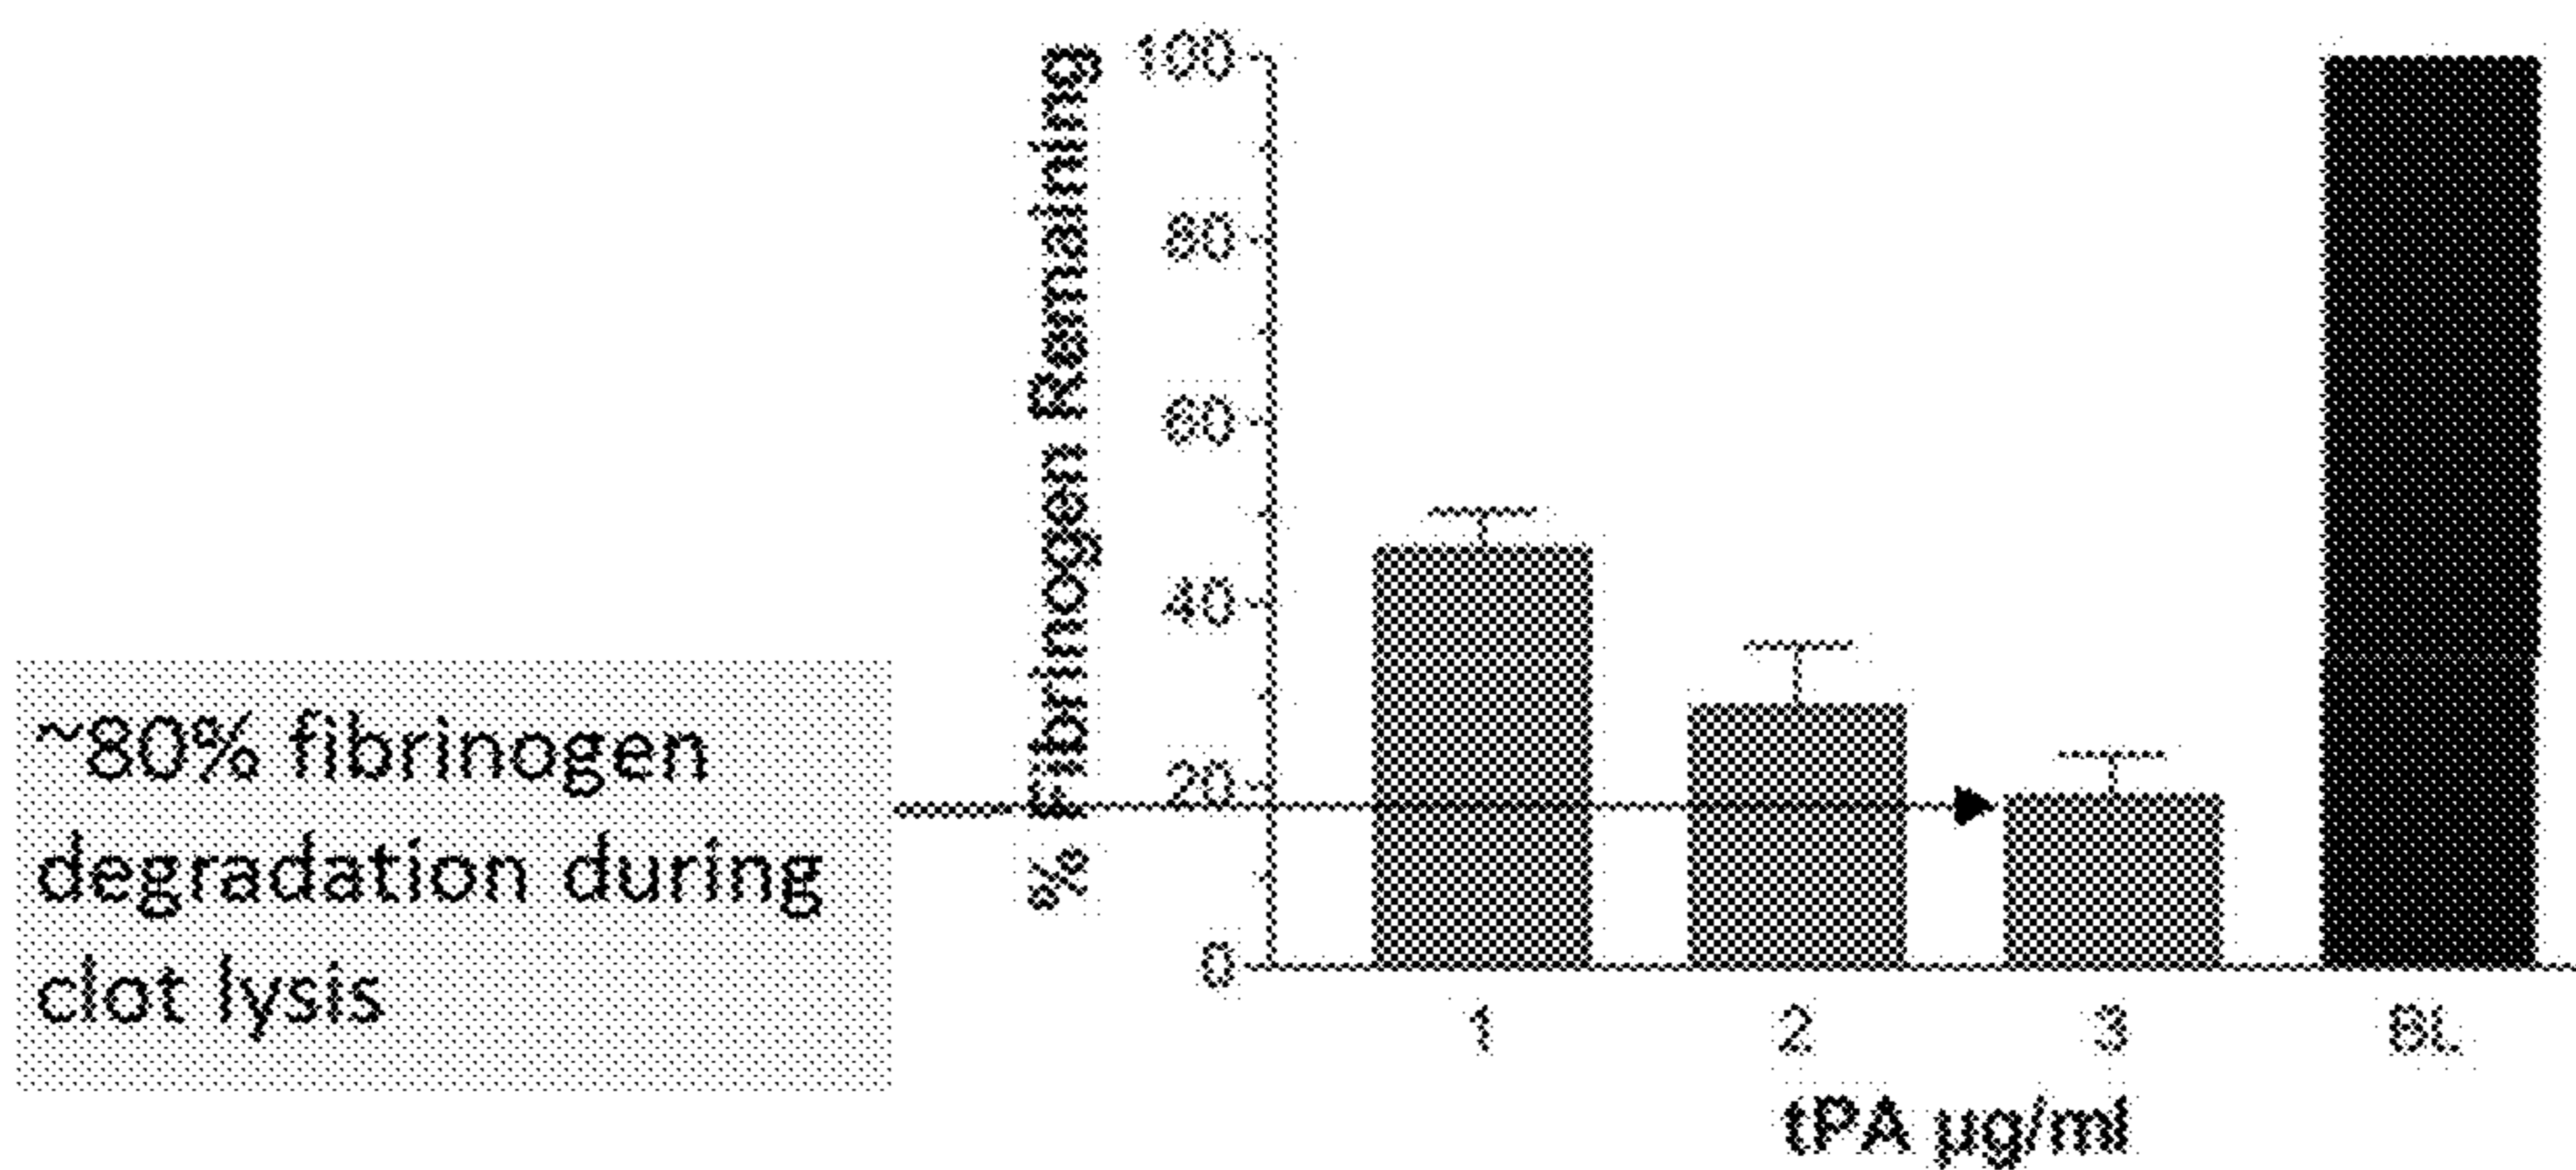 ~80% fibrinogen
degradation during
clot lysis
% Fibrinogen Remaining
100
80
60
40
20
0
1
2
3
BL
tPA µg/ml